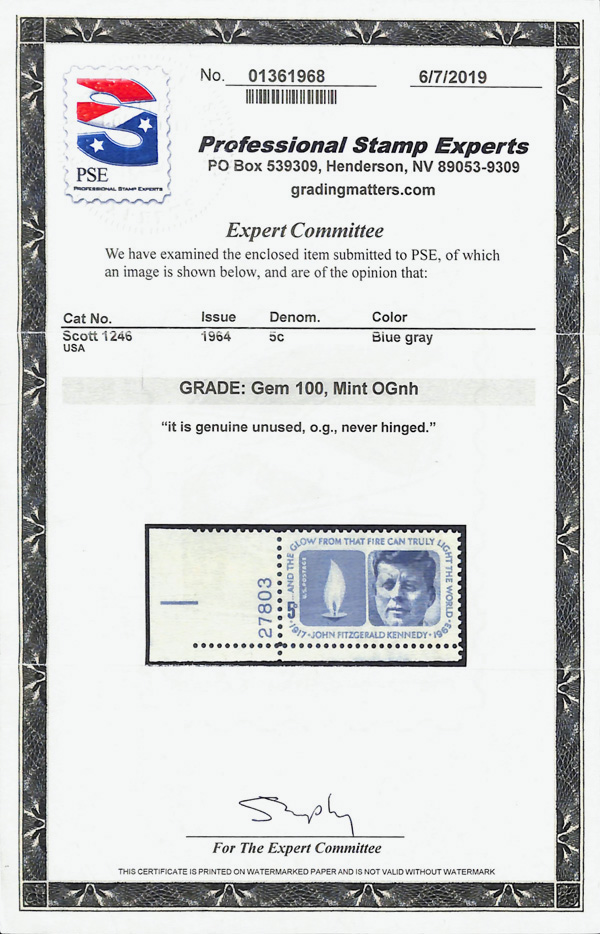 No. 01361968
6/7/2019
PSE
PROFESSIONAL STAMP EXPERTS
Professional Stamp Experts
PO Box 539309, Henderson, NV 89053-9309
gradingmatters.com
Expert Committee
We have examined the enclosed item submitted to PSE, of which
an image is shown below, and are of the opinion that:
Cat No. Issue Denom. Color
Scott 1246 1964 5c Blue gray
USA
GRADE: Gem 100, Mint OGnh
“it is genuine unused, o.g., never hinged.”
27803
...AND THE GLOW FROM THAT FIRE CAN TRULY LIGHT THE WORLD
U.S. POSTAGE
5c
1917 · JOHN FITZGERALD KENNEDY · 1963
For The Expert Committee
THIS CERTIFICATE IS PRINTED ON WATERMARKED PAPER AND IS NOT VALID WITHOUT WATERMARK